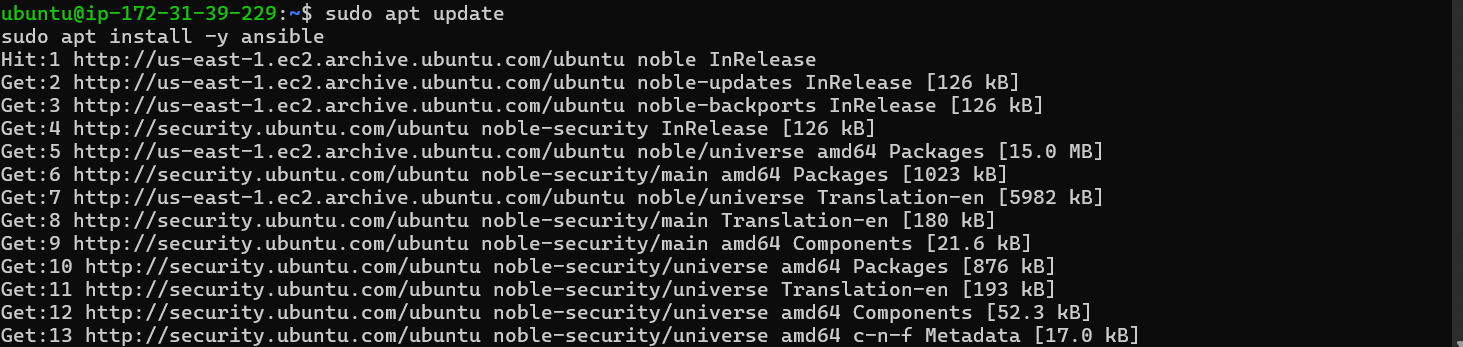 ubuntu@ip-172-31-39-229:~$ sudo apt update
sudo apt install -y ansible
Hit:1 http://us-east-1.ec2.archive.ubuntu.com/ubuntu noble InRelease
Get:2 http://us-east-1.ec2.archive.ubuntu.com/ubuntu noble-updates InRelease [126 kB]
Get:3 http://us-east-1.ec2.archive.ubuntu.com/ubuntu noble-backports InRelease [126 kB]
Get:4 http://security.ubuntu.com/ubuntu noble-security InRelease [126 kB]
Get:5 http://us-east-1.ec2.archive.ubuntu.com/ubuntu noble/universe amd64 Packages [15.0 MB]
Get:6 http://security.ubuntu.com/ubuntu noble-security/main amd64 Packages [1023 kB]
Get:7 http://us-east-1.ec2.archive.ubuntu.com/ubuntu noble/universe Translation-en [5982 kB]
Get:8 http://security.ubuntu.com/ubuntu noble-security/main Translation-en [180 kB]
Get:9 http://security.ubuntu.com/ubuntu noble-security/main amd64 Components [21.6 kB]
Get:10 http://security.ubuntu.com/ubuntu noble-security/universe amd64 Packages [876 kB]
Get:11 http://security.ubuntu.com/ubuntu noble-security/universe Translation-en [193 kB]
Get:12 http://security.ubuntu.com/ubuntu noble-security/universe amd64 Components [52.3 kB]
Get:13 http://security.ubuntu.com/ubuntu noble-security/universe amd64 c-n-f Metadata [17.0 kB]